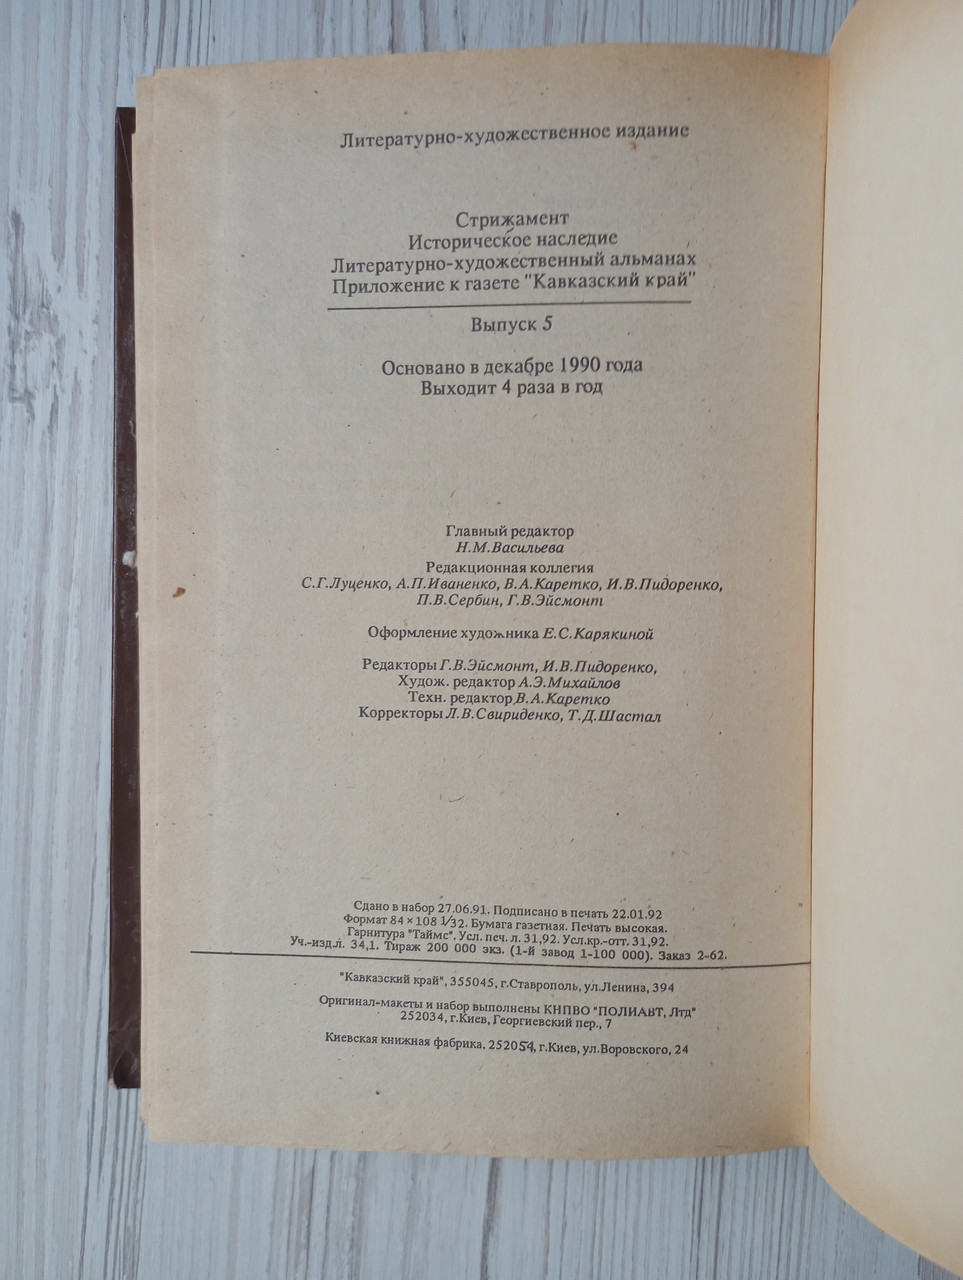 Литературно-художественное издание
Стрижамент
Историческое наследие
Литературно-художественный альманах
Приложение к газете "Кавказский край"
Выпуск 5
Основано в декабре 1990 года
Выходит 4 раза в год
Главный редактор
Н.М.Васильева
Редакционная коллегия
С.Г.Луценко, А.П.Иваненко, В.А.Каретко, И.В.Пидоренко,
П.В.Сербин, Г.В.Эйсмонт
Оформление художника Е.С.Карякиной
Редакторы Г.В.Эйсмонт, И.В.Пидоренко,
Худож. редактор А.Э.Михайлов
Техн. редактор В.А.Каретко
Корректоры Л.В.Свириденко, Т.Д.Шастал
Сдано в набор 27.06.91. Подписано в печать 22.01.92
Формат 84×108 1/32. Бумага газетная. Печать высокая.
Гарнитура "Таймс". Усл. печ. л. 31,92. Усл.кр.-отт. 31,92.
Уч.-изд.л. 34,1. Тираж 200 000 экз. (1-й завод 1-100 000). Заказ 2-62.
"Кавказский край", 355045, г.Ставрополь, ул.Ленина, 394
Оригинал-макеты и набор выполнены КНПВО "ПОЛИАВТ, Лтд"
252034, г.Киев, Георгиевский пер., 7
Киевская книжная фабрика, 252054, г.Киев, ул.Воровского, 24